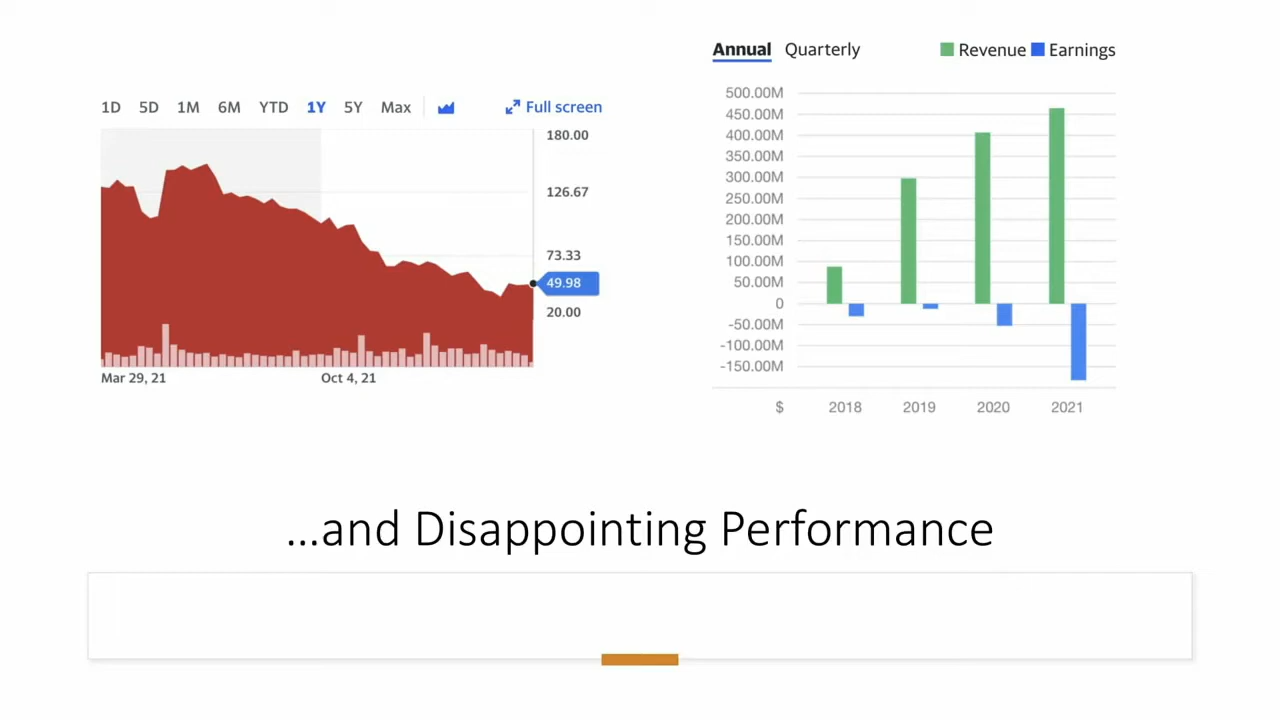 1D 5D 1M 6M YTD 1Y 5Y Max Full screen
180.00
126.67
73.33
49.98
20.00
Mar 29, 21 Oct 4, 21
Annual Quarterly Revenue Earnings
500.00M
450.00M
400.00M
350.00M
300.00M
250.00M
200.00M
150.00M
100.00M
50.00M
0
-50.00M
-100.00M
-150.00M
$ 2018 2019 2020 2021
...and Disappointing Performance